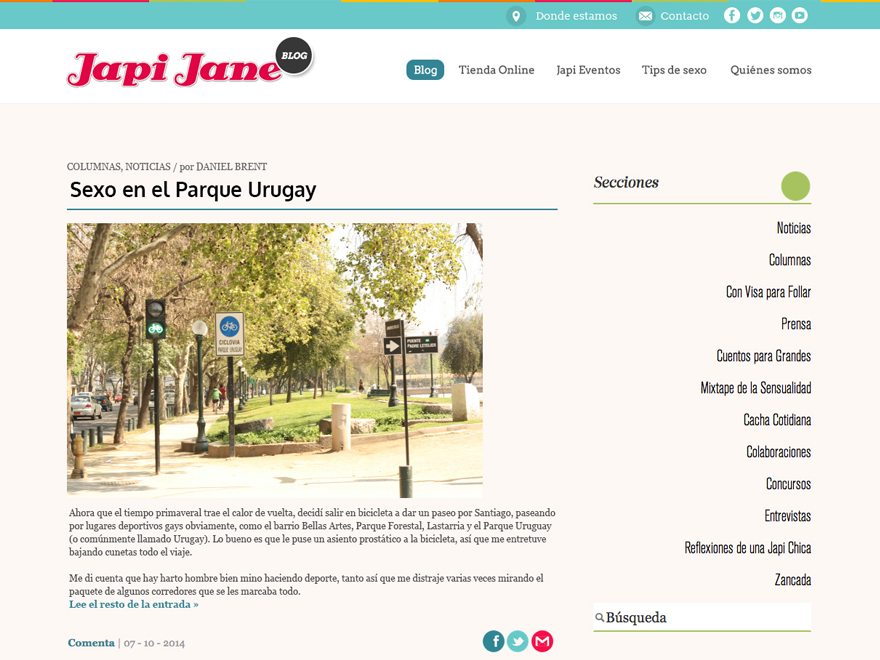 Donde estamos
Contacto
Japi Jane BLOG
Blog
Tienda Online
Japi Eventos
Tips de sexo
Quiénes somos
COLUMNAS, NOTICIAS / por DANIEL BRENT
Sexo en el Parque Urugay
CICLOVIA
PARQUE URUGUAY
PUENTE
PADRE LETELIER
Ahora que el tiempo primaveral trae el calor de vuelta, decidí salir en bicicleta a dar un paseo por Santiago, paseando
por lugares deportivos gays obviamente, como el barrio Bellas Artes, Parque Forestal, Lastarria y el Parque Uruguay
(o comúnmente llamado Urugay). Lo bueno es que le puse un asiento prostático a la bicicleta, así que me entretuve
bajando cunetas todo el viaje.
Me di cuenta que hay harto hombre bien mino haciendo deporte, tanto así que me distraje varias veces mirando el
paquete de algunos corredores que se les marcaba todo.
Lee el resto de la entrada »
Comenta | 07 - 10 - 2014
Secciones
Noticias
Columnas
Con Visa para Follar
Prensa
Cuentos para Grandes
Mixtape de la Sensualidad
Cacha Cotidiana
Colaboraciones
Concursos
Entrevistas
Reflexiones de una Japi Chica
Zancada
Búsqueda